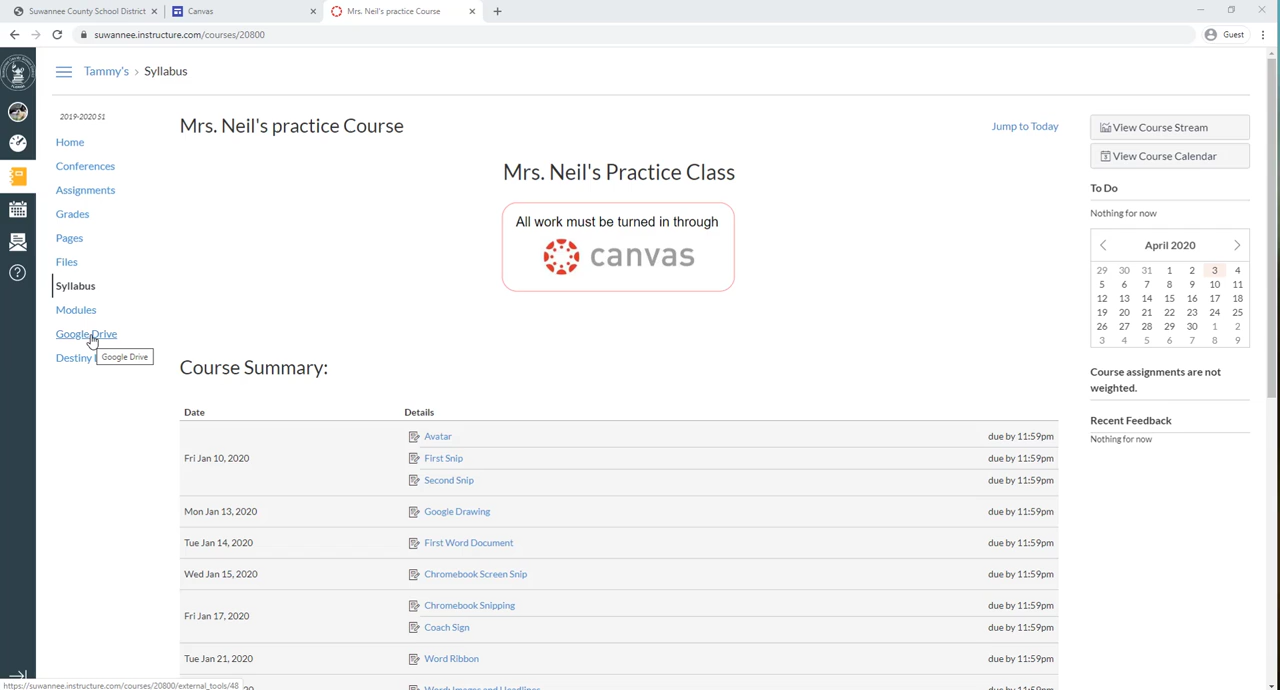 Suwannee County School District
Canvas
Mrs. Neil's practice Course
suwannee.instructure.com/courses/20800
Guest
Tammy's › Syllabus
2019-2020 S1
Home
Conferences
Assignments
Grades
Pages
Files
Syllabus
Modules
Google Drive
Destiny
Google Drive
Mrs. Neil's practice Course
Jump to Today
Mrs. Neil's Practice Class
All work must be turned in through
canvas
Course Summary:
Date Details
Fri Jan 10, 2020
Avatar due by 11:59pm
First Snip due by 11:59pm
Second Snip due by 11:59pm
Mon Jan 13, 2020 Google Drawing due by 11:59pm
Tue Jan 14, 2020 First Word Document due by 11:59pm
Wed Jan 15, 2020 Chromebook Screen Snip due by 11:59pm
Fri Jan 17, 2020
Chromebook Snipping due by 11:59pm
Coach Sign due by 11:59pm
Tue Jan 21, 2020 Word Ribbon due by 11:59pm
Word: Images and Headlines
View Course Stream
View Course Calendar
To Do
Nothing for now
April 2020
29 30 31 1 2 3 4
5 6 7 8 9 10 11
12 13 14 15 16 17 18
19 20 21 22 23 24 25
26 27 28 29 30 1 2
3 4 5 6 7 8 9
Course assignments are not
weighted.
Recent Feedback
Nothing for now
https://suwannee.instructure.com/courses/20800/external_tools/48